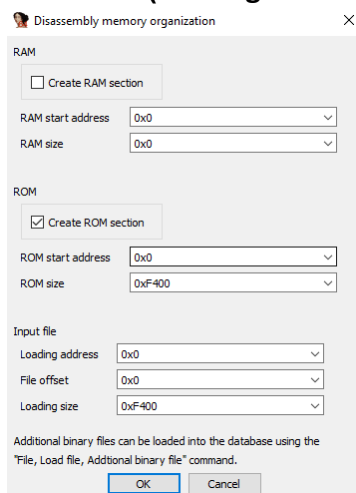 Disassembly memory organization
RAM
Create RAM section
RAM start address 0x0
RAM size 0x0
ROM
Create ROM section
ROM start address 0x0
ROM size 0xF400
Input file
Loading address 0x0
File offset 0x0
Loading size 0xF400
Additional binary files can be loaded into the database using the
"File, Load file, Addtional binary file" command.
OK Cancel